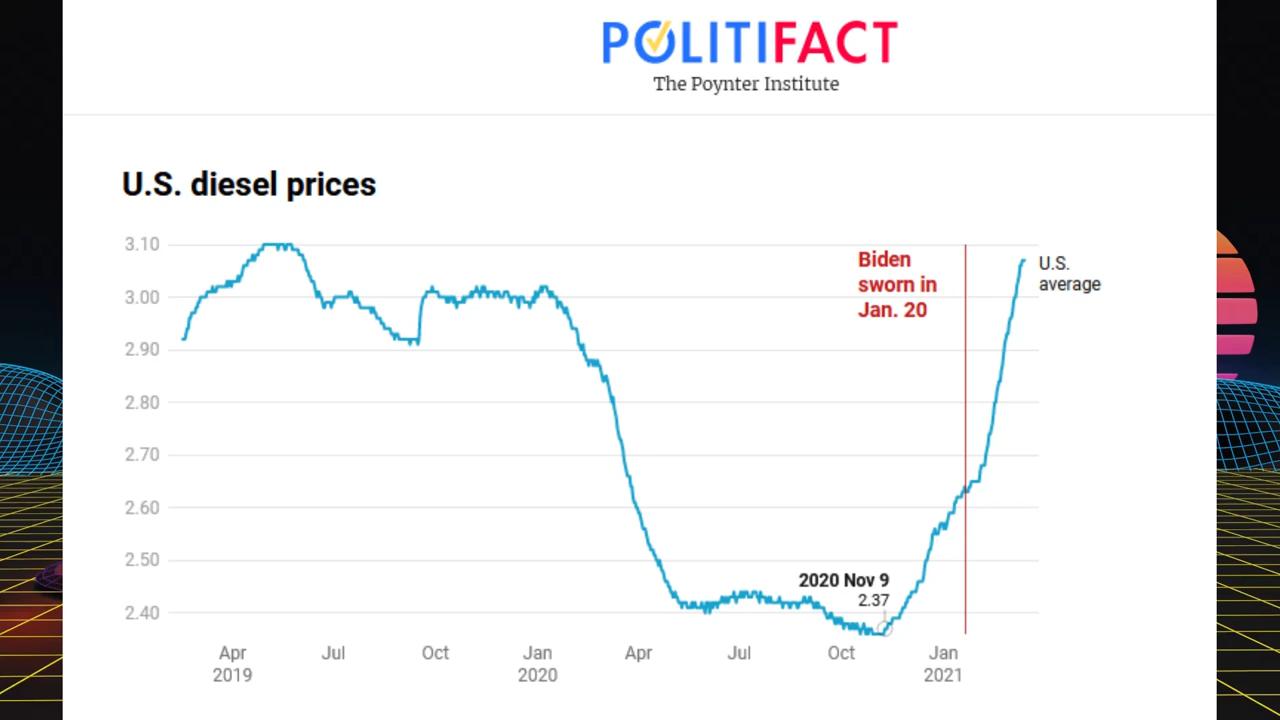 POLITIFACT
The Poynter Institute
U.S. diesel prices
3.10
3.00
2.90
2.80
2.70
2.60
2.50
2.40
Biden
sworn in
Jan. 20
U.S.
average
2020 Nov 9
2.37
Apr Jul Oct Jan Apr Jul Oct Jan
2019 2020 2021